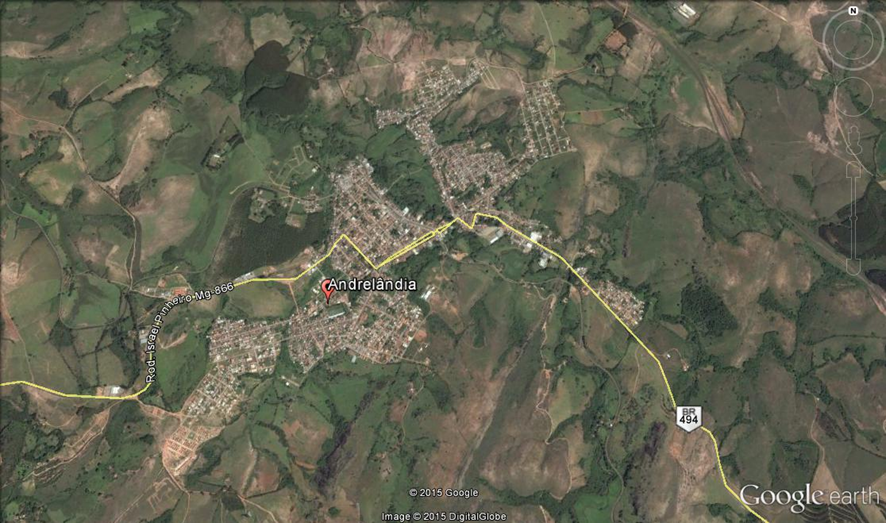 N
Andrelândia
Rod. Israel Pinheiro Mg-866
BR
494
© 2015 Google
Google earth
Image © 2015 DigitalGlobe